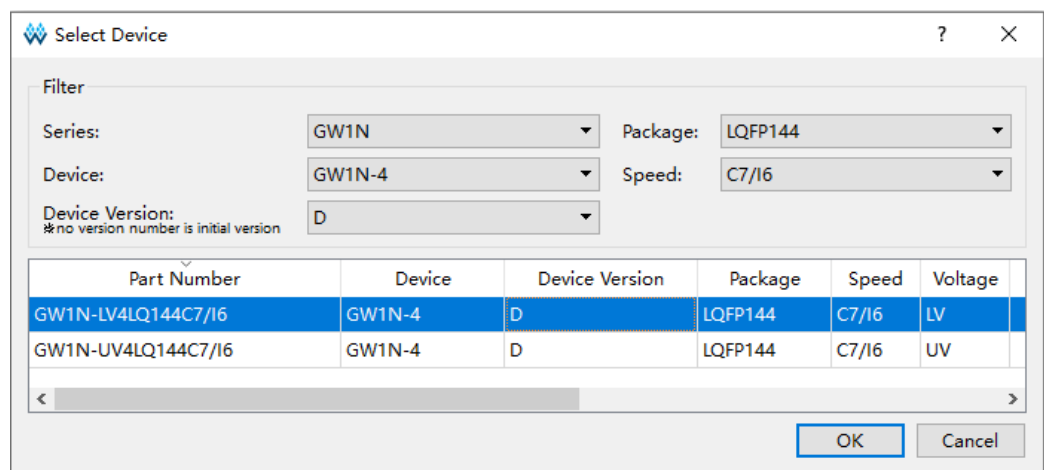 Select Device ? ×
Filter
Series: GW1N Package: LQFP144
Device: GW1N-4 Speed: C7/I6
Device Version: D
*no version number is initial version
Part Number Device Device Version Package Speed Voltage
GW1N-LV4LQ144C7/I6 GW1N-4 D LQFP144 C7/I6 LV
GW1N-UV4LQ144C7/I6 GW1N-4 D LQFP144 C7/I6 UV
OK Cancel